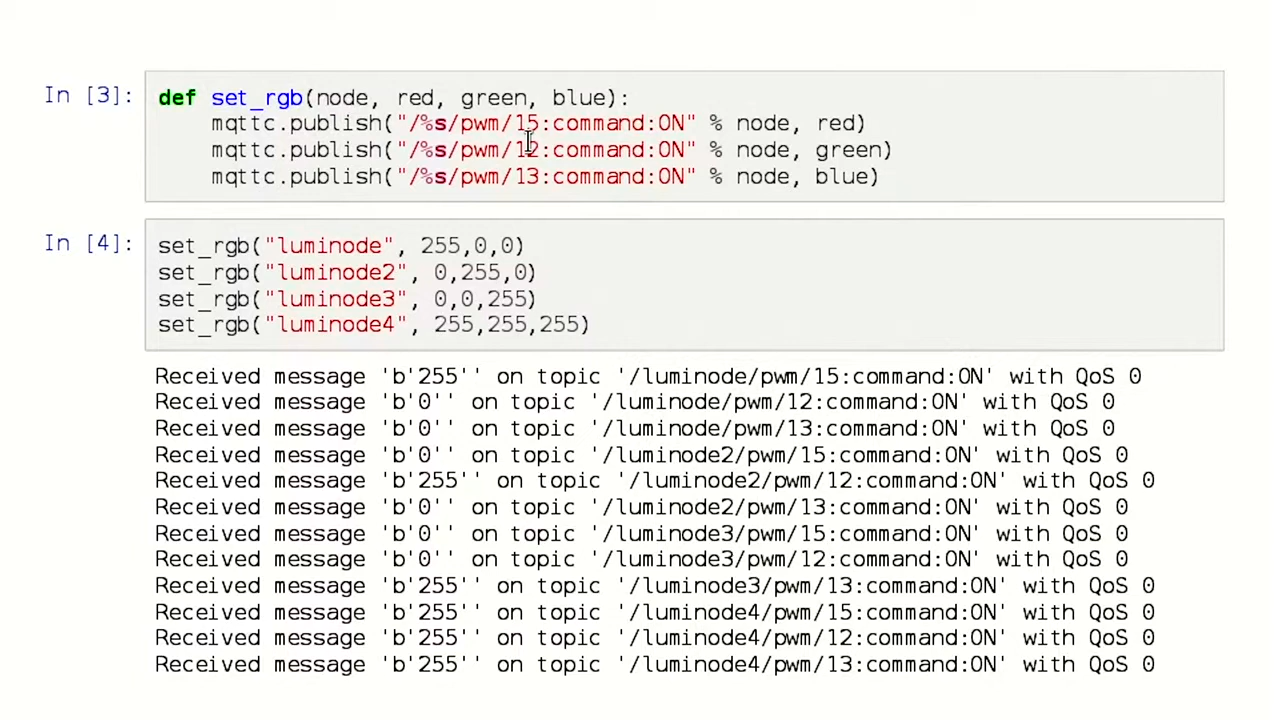 In [3]:
def set_rgb(node, red, green, blue):
mqttc.publish("/%s/pwm/15:command:ON" % node, red)
mqttc.publish("/%s/pwm/12:command:ON" % node, green)
mqttc.publish("/%s/pwm/13:command:ON" % node, blue)
In [4]:
set_rgb("luminode", 255,0,0)
set_rgb("luminode2", 0,255,0)
set_rgb("luminode3", 0,0,255)
set_rgb("luminode4", 255,255,255)
Received message 'b'255'' on topic '/luminode/pwm/15:command:ON' with QoS 0
Received message 'b'0'' on topic '/luminode/pwm/12:command:ON' with QoS 0
Received message 'b'0'' on topic '/luminode/pwm/13:command:ON' with QoS 0
Received message 'b'0'' on topic '/luminode2/pwm/15:command:ON' with QoS 0
Received message 'b'255'' on topic '/luminode2/pwm/12:command:ON' with QoS 0
Received message 'b'0'' on topic '/luminode2/pwm/13:command:ON' with QoS 0
Received message 'b'0'' on topic '/luminode3/pwm/15:command:ON' with QoS 0
Received message 'b'0'' on topic '/luminode3/pwm/12:command:ON' with QoS 0
Received message 'b'255'' on topic '/luminode3/pwm/13:command:ON' with QoS 0
Received message 'b'255'' on topic '/luminode4/pwm/15:command:ON' with QoS 0
Received message 'b'255'' on topic '/luminode4/pwm/12:command:ON' with QoS 0
Received message 'b'255'' on topic '/luminode4/pwm/13:command:ON' with QoS 0